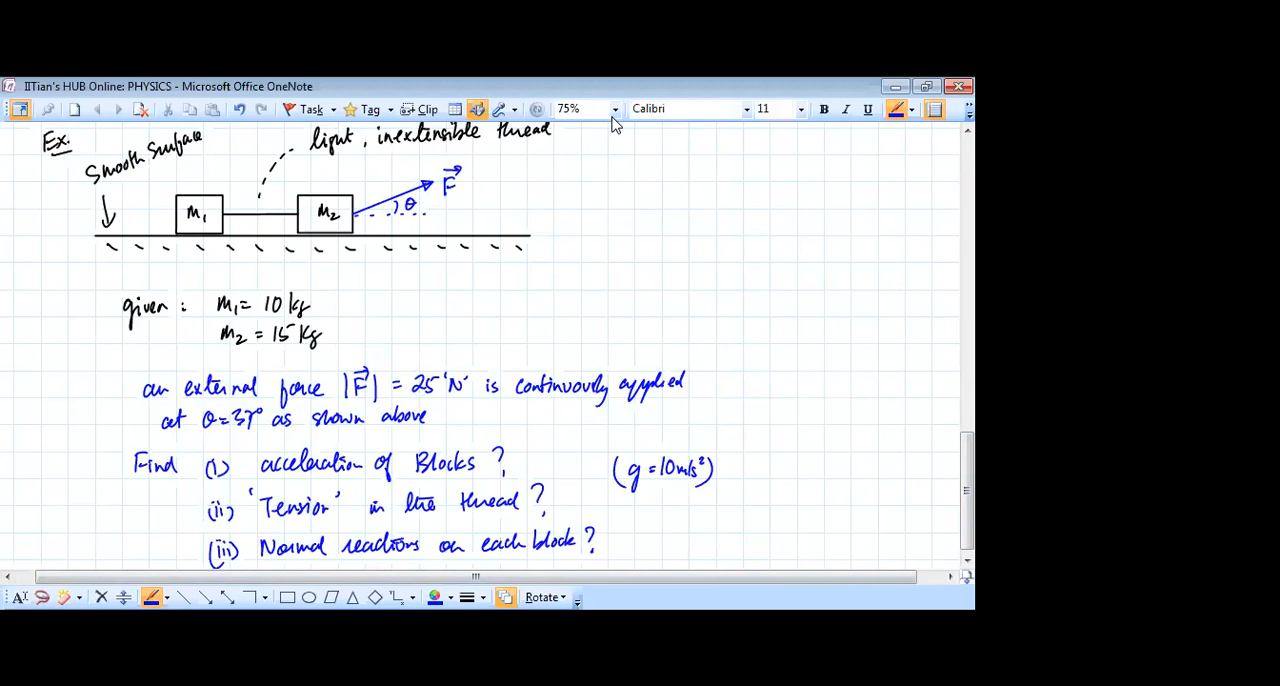 IITian's HUB Online: PHYSICS - Microsoft Office OneNote
Task Tag Clip 75% Calibri 11 B I U
Ex. light, inextensible thread
Smooth surface
F
θ
m₁ m₂
given : m₁ = 10 kg
m₂ = 15 Kg
an external force |F| = 25 'N' is continuously applied
at θ = 37° as shown above
Find (i) acceleration of Blocks ? (g = 10 m/s²)
(ii) 'Tension' in the thread ?
(iii) Normal reactions on each block ?
Rotate